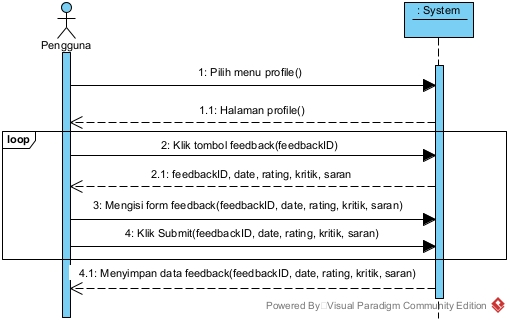 : System
Pengguna
1: Pilih menu profile()
1.1: Halaman profile()
loop
2: Klik tombol feedback(feedbackID)
2.1: feedbackID, date, rating, kritik, saran
3: Mengisi form feedback(feedbackID, date, rating, kritik, saran)
4: Klik Submit(feedbackID, date, rating, kritik, saran)
4.1: Menyimpan data feedback(feedbackID, date, rating, kritik, saran)
Powered By Visual Paradigm Community Edition